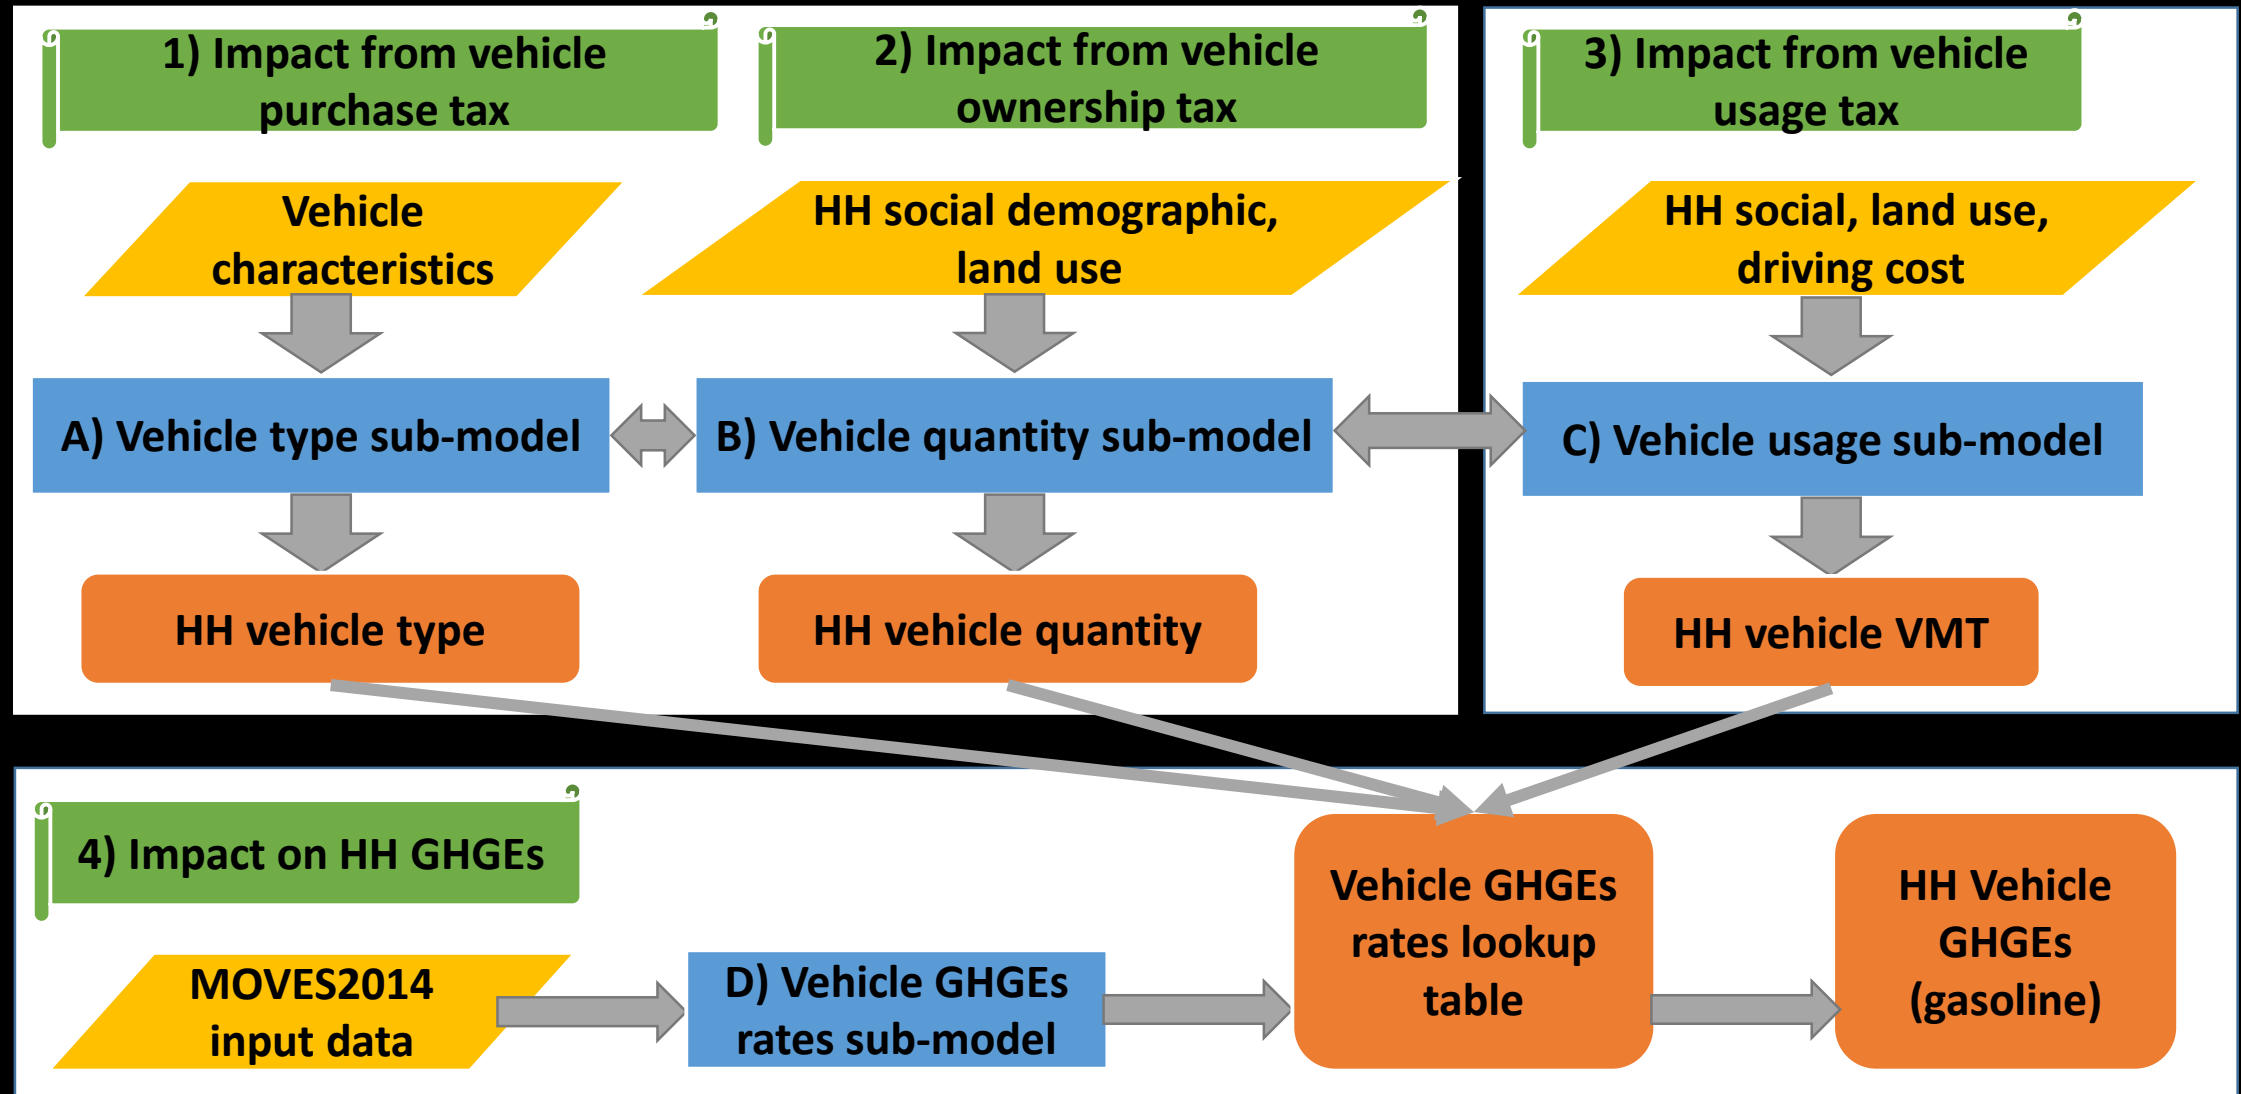 1) Impact from vehicle
purchase tax
2) Impact from vehicle
ownership tax
3) Impact from vehicle
usage tax
Vehicle
characteristics
HH social demographic,
land use
HH social, land use,
driving cost
A) Vehicle type sub-model
B) Vehicle quantity sub-model
C) Vehicle usage sub-model
HH vehicle type
HH vehicle quantity
HH vehicle VMT
4) Impact on HH GHGEs
MOVES2014
input data
D) Vehicle GHGEs
rates sub-model
Vehicle GHGEs
rates lookup
table
HH Vehicle
GHGEs
(gasoline)